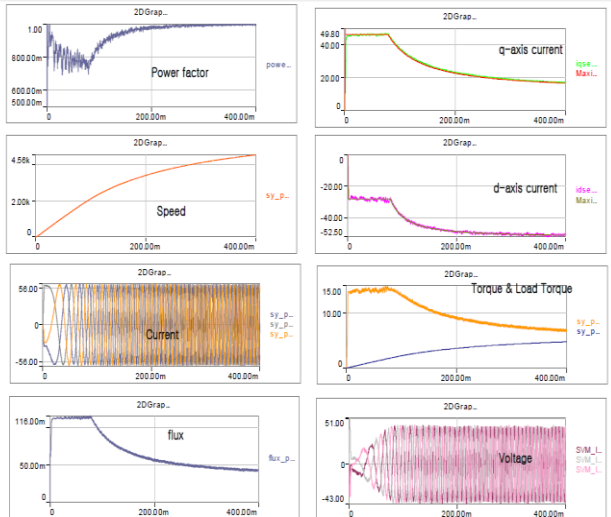 2DGrap...
1.00
800.00m
600.00m
500.00m
0
200.00m
400.00m
Power factor
powe...
2DGrap...
49.80
40.00
20.00
0
0
200.00m
400.00m
q-axis current
idse...
Maxi...
2DGrap...
4.56k
2.00k
0
0
200.00m
400.00m
Speed
sy_p...
2DGrap...
0
-20.00
-40.00
-52.50
0
200.00m
400.00m
d-axis current
idse...
Maxi...
2DGrap...
56.00
0
-56.00
0
200.00m
400.00m
Current
sy_p...
sy_p...
sy_p...
2DGrap...
15.00
10.00
0
0
200.00m
400.00m
Torque & Load Torque
sy_p...
sy_p...
2DGrap...
116.00m
50.00m
0
0
200.00m
400.00m
flux
flux_p...
2DGrap...
51.00
0
-43.00
0
200.00m
400.00m
Voltage
SVM_I...
SVM_I...
SVM_I...